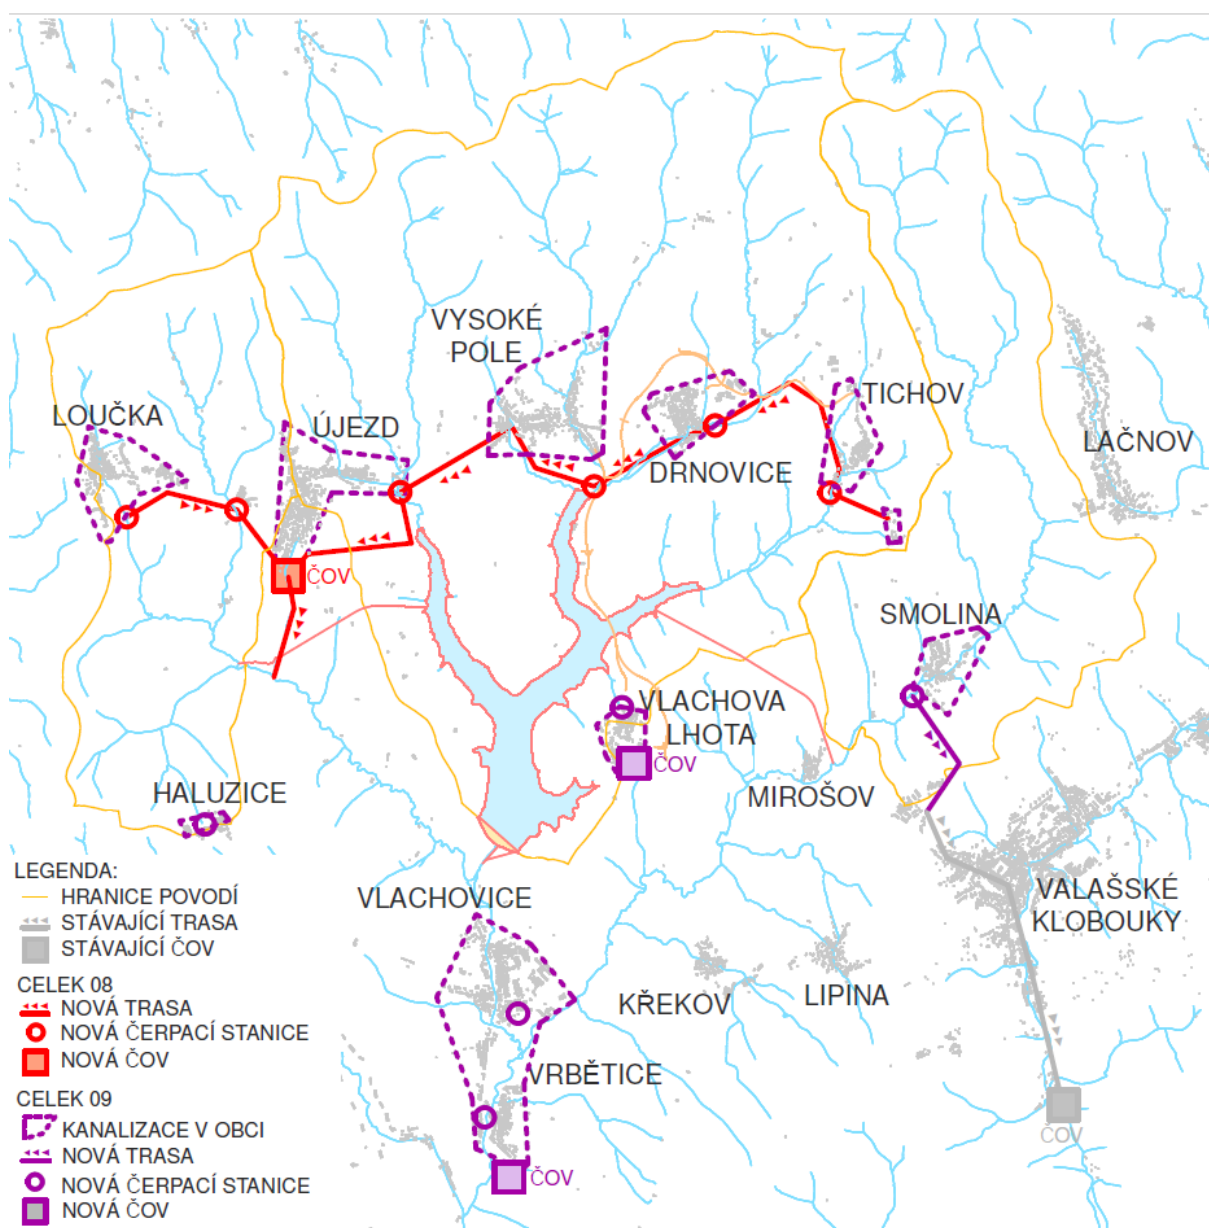 VYSOKÉ
POLE
LOUČKA
ÚJEZD
TICHOV
LAČNOV
DRNOVICE
ČOV
SMOLINA
VLACHOVA
LHOTA
ČOV
MIROŠOV
HALUZICE
LEGENDA:
HRANICE POVODÍ
STÁVAJÍCÍ TRASA
STÁVAJÍCÍ ČOV
CELEK 08
NOVÁ TRASA
NOVÁ ČERPACÍ STANICE
NOVÁ ČOV
CELEK 09
KANALIZACE V OBCI
NOVÁ TRASA
NOVÁ ČERPACÍ STANICE
NOVÁ ČOV
VLACHOVICE
VALAŠSKÉ
KLOBOUKY
KŘEKOV
LIPINA
VRBĚTICE
ČOV
ČOV